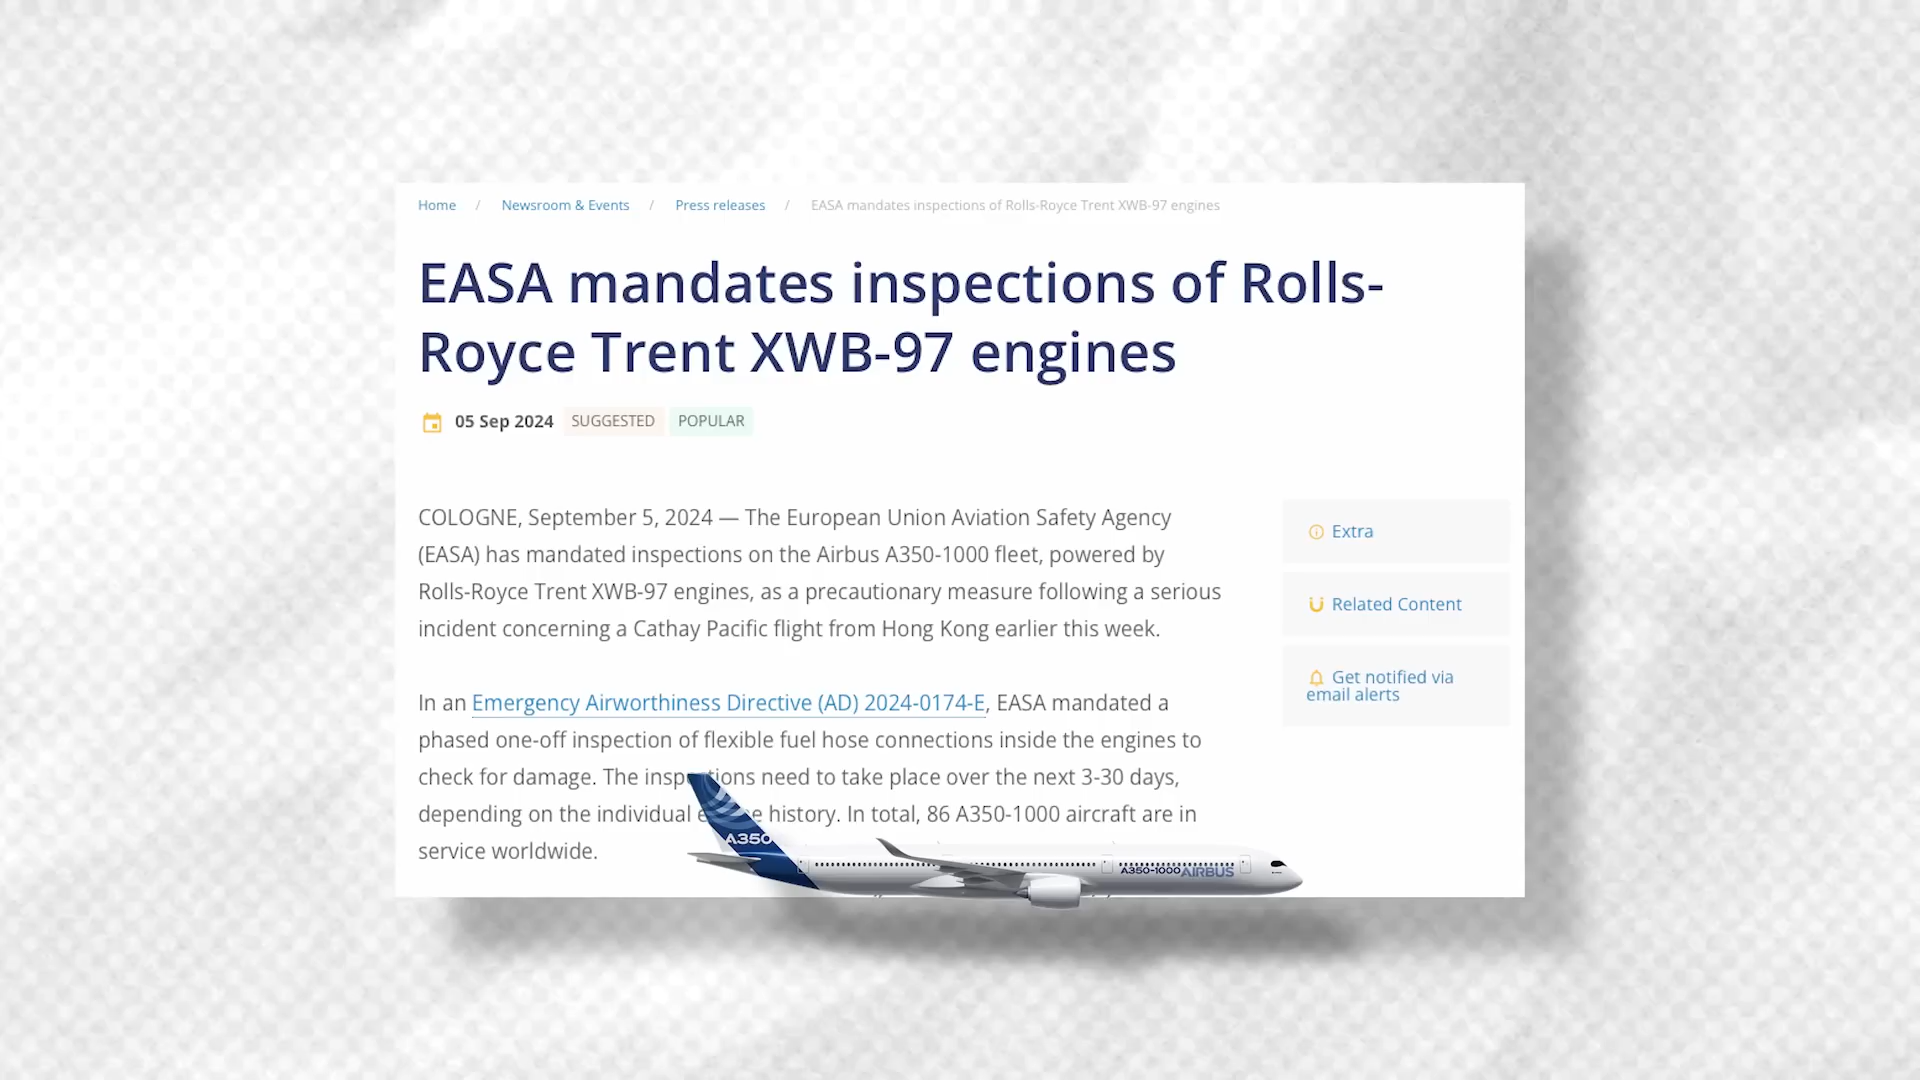 Home / Newsroom & Events / Press releases / EASA mandates inspections of Rolls-Royce Trent XWB-97 engines
EASA mandates inspections of Rolls-
Royce Trent XWB-97 engines
05 Sep 2024 SUGGESTED POPULAR
COLOGNE, September 5, 2024 — The European Union Aviation Safety Agency
(EASA) has mandated inspections on the Airbus A350-1000 fleet, powered by
Rolls-Royce Trent XWB-97 engines, as a precautionary measure following a serious
incident concerning a Cathay Pacific flight from Hong Kong earlier this week.
In an Emergency Airworthiness Directive (AD) 2024-0174-E, EASA mandated a
phased one-off inspection of flexible fuel hose connections inside the engines to
check for damage. The inspections need to take place over the next 3-30 days,
depending on the individual history. In total, 86 A350-1000 aircraft are in
service worldwide.
Extra
Related Content
Get notified via
email alerts
A350
A350-1000 AIRBUS